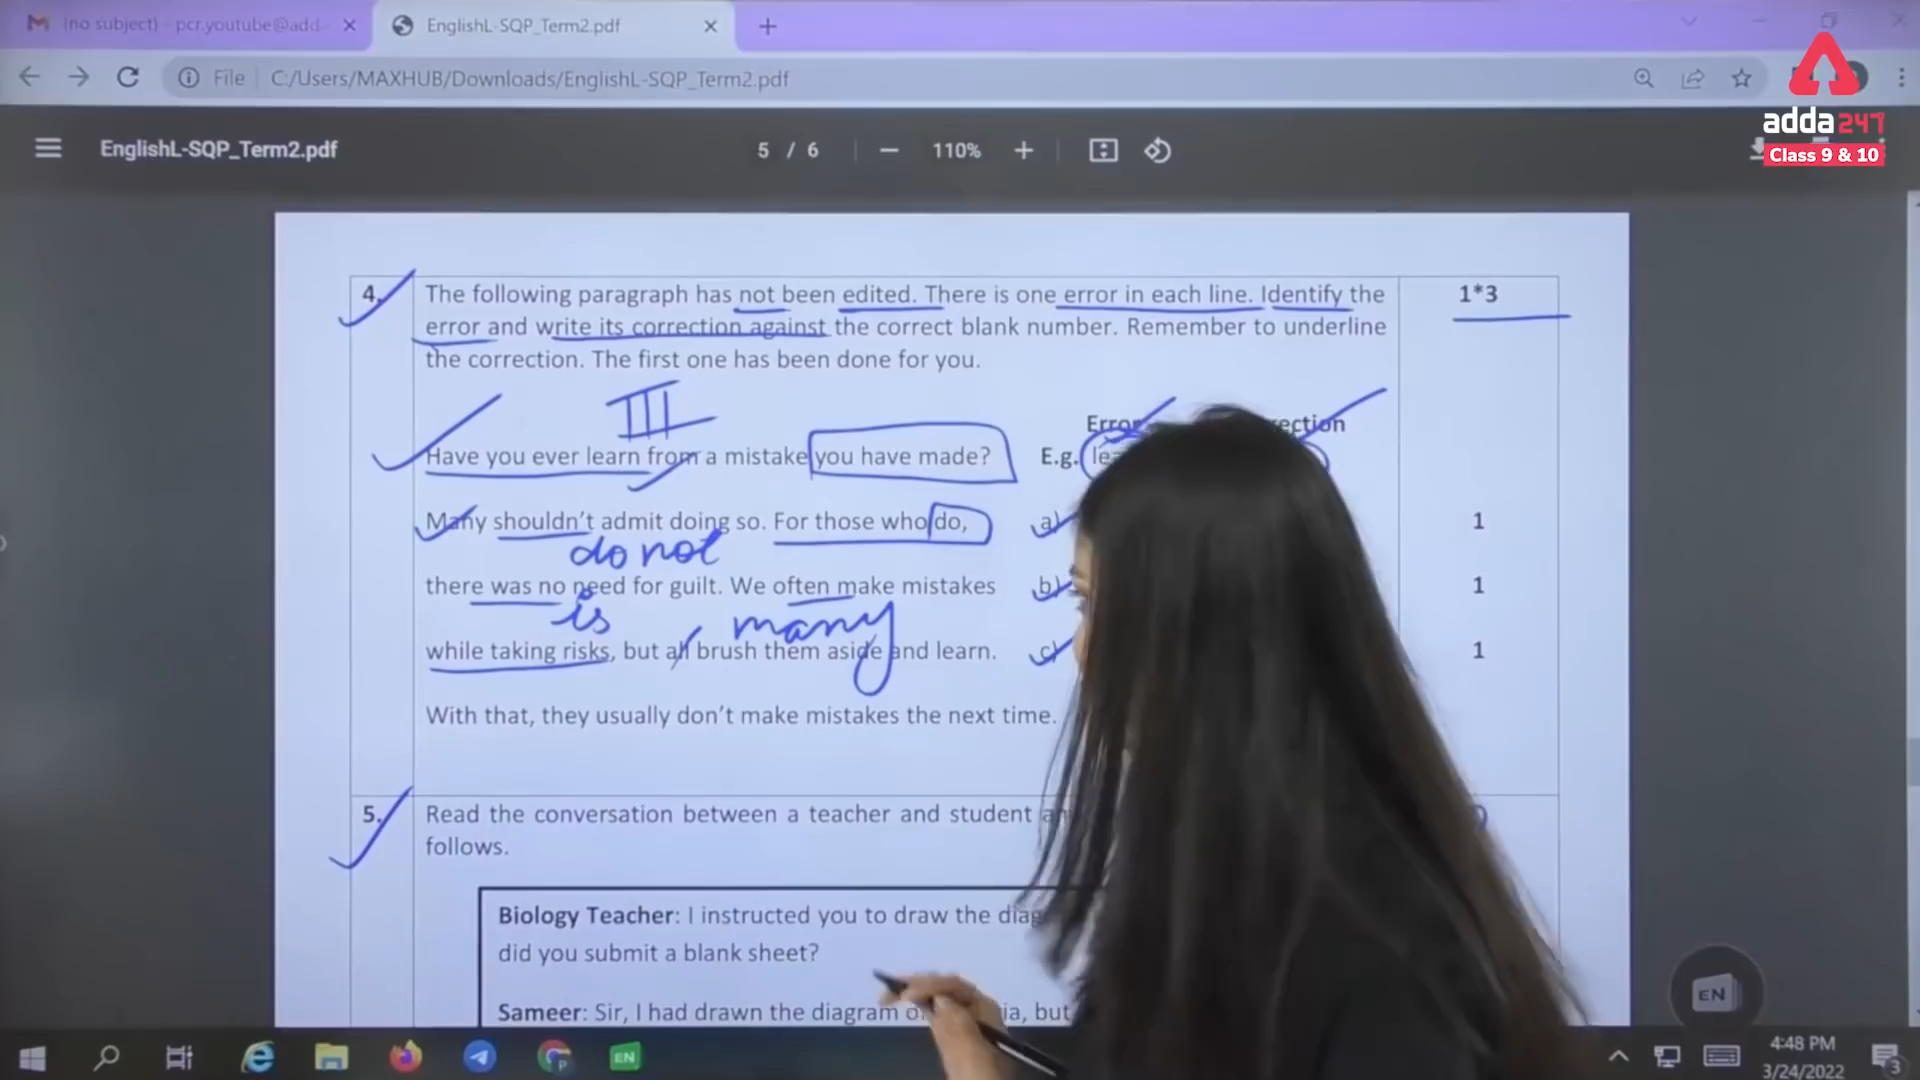 (no subject) - pcr.youtube@add
EnglishL-SQP_Term2.pdf
File C:/Users/MAXHUB/Downloads/EnglishL-SQP_Term2.pdf
adda247
Class 9 & 10
EnglishL-SQP_Term2.pdf
5 / 6
110%
4. The following paragraph has not been edited. There is one error in each line. Identify the 1*3
error and write its correction against the correct blank number. Remember to underline
the correction. The first one has been done for you.
III
Error
Have you ever learn from a mistake you have made? E.g.
Many shouldn't admit doing so. For those who do, a) 1
do not
there was no need for guilt. We often make mistakes b) 1
is many
while taking risks, but all brush them aside and learn. c) 1
With that, they usually don't make mistakes the next time.
5. Read the conversation between a teacher and student
follows.
Biology Teacher: I instructed you to draw the
did you submit a blank sheet?
Sameer: Sir, I had drawn the diagram but
EN
EN
4:48 PM
3/24/2022
3